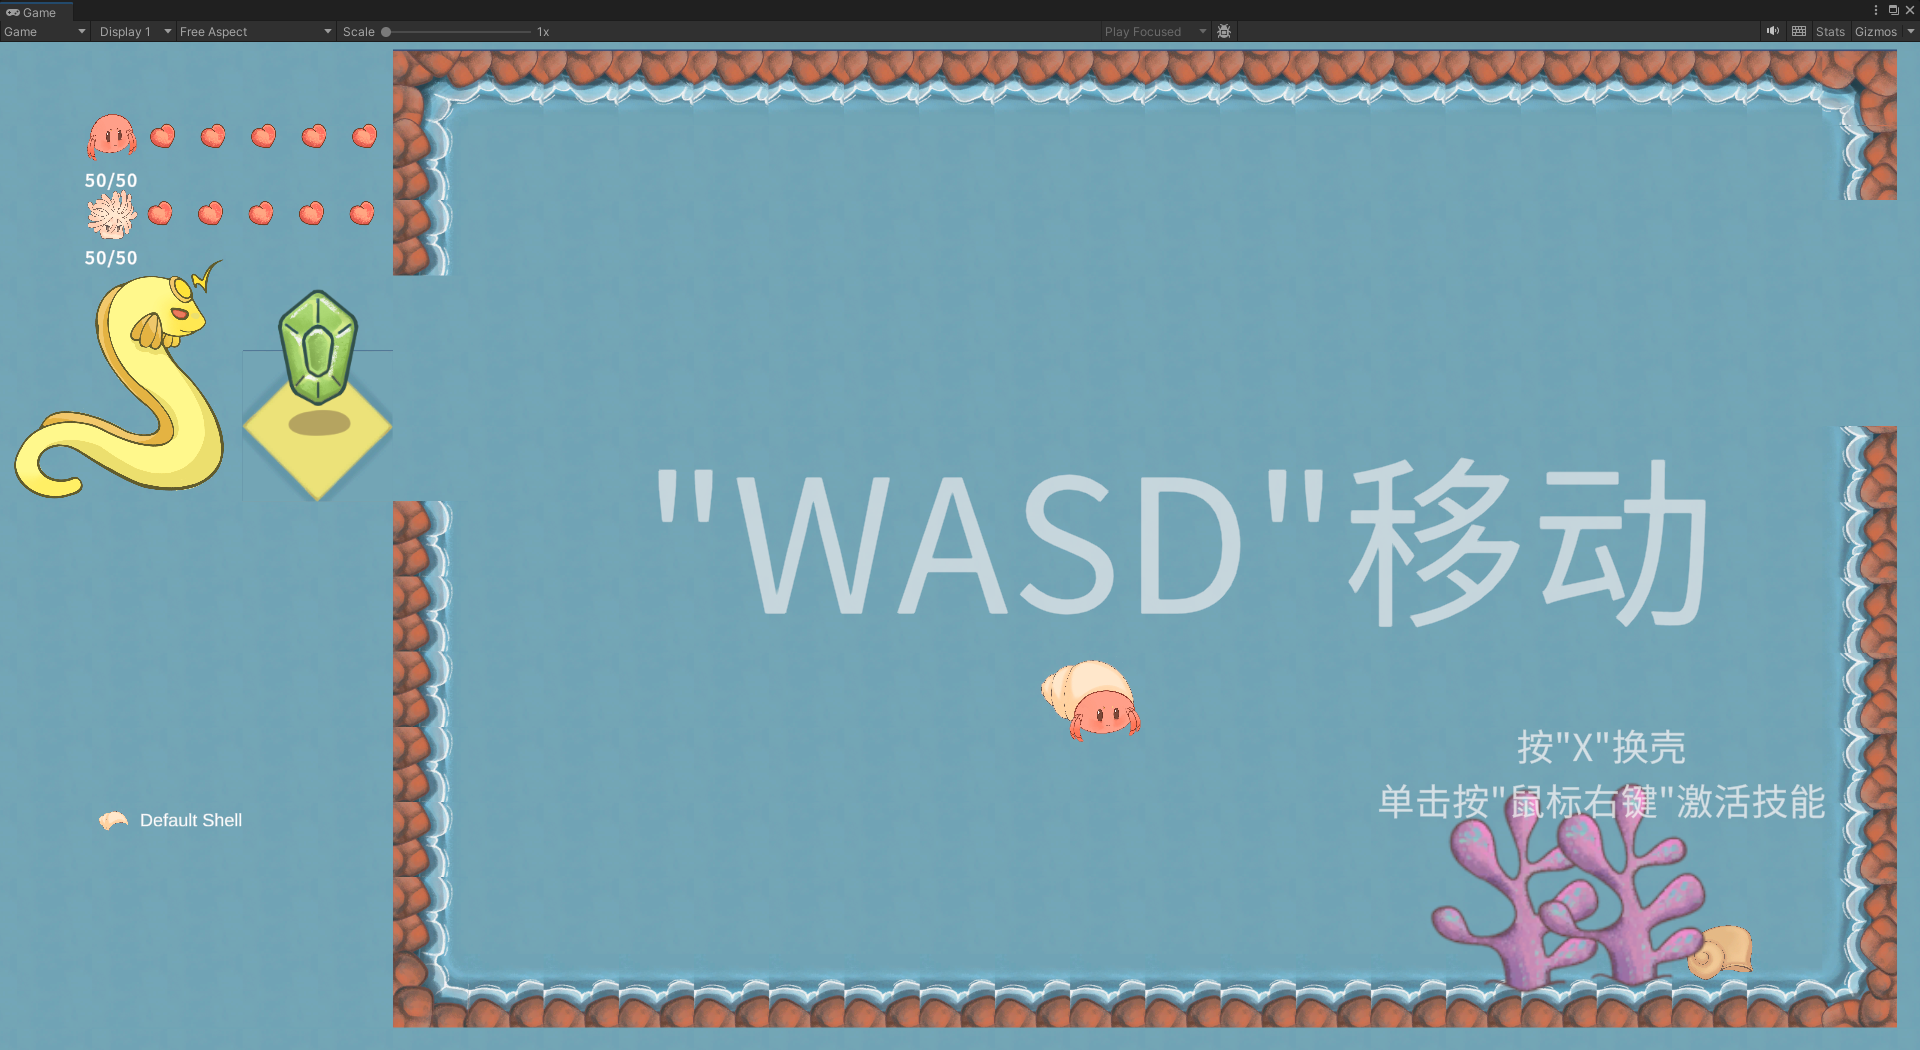 Game
Game Display 1 Free Aspect Scale 1x Play Focused Stats Gizmos
50/50
50/50
"WASD"移动
按"X"换壳
单击按"鼠标右键"激活技能
Default Shell